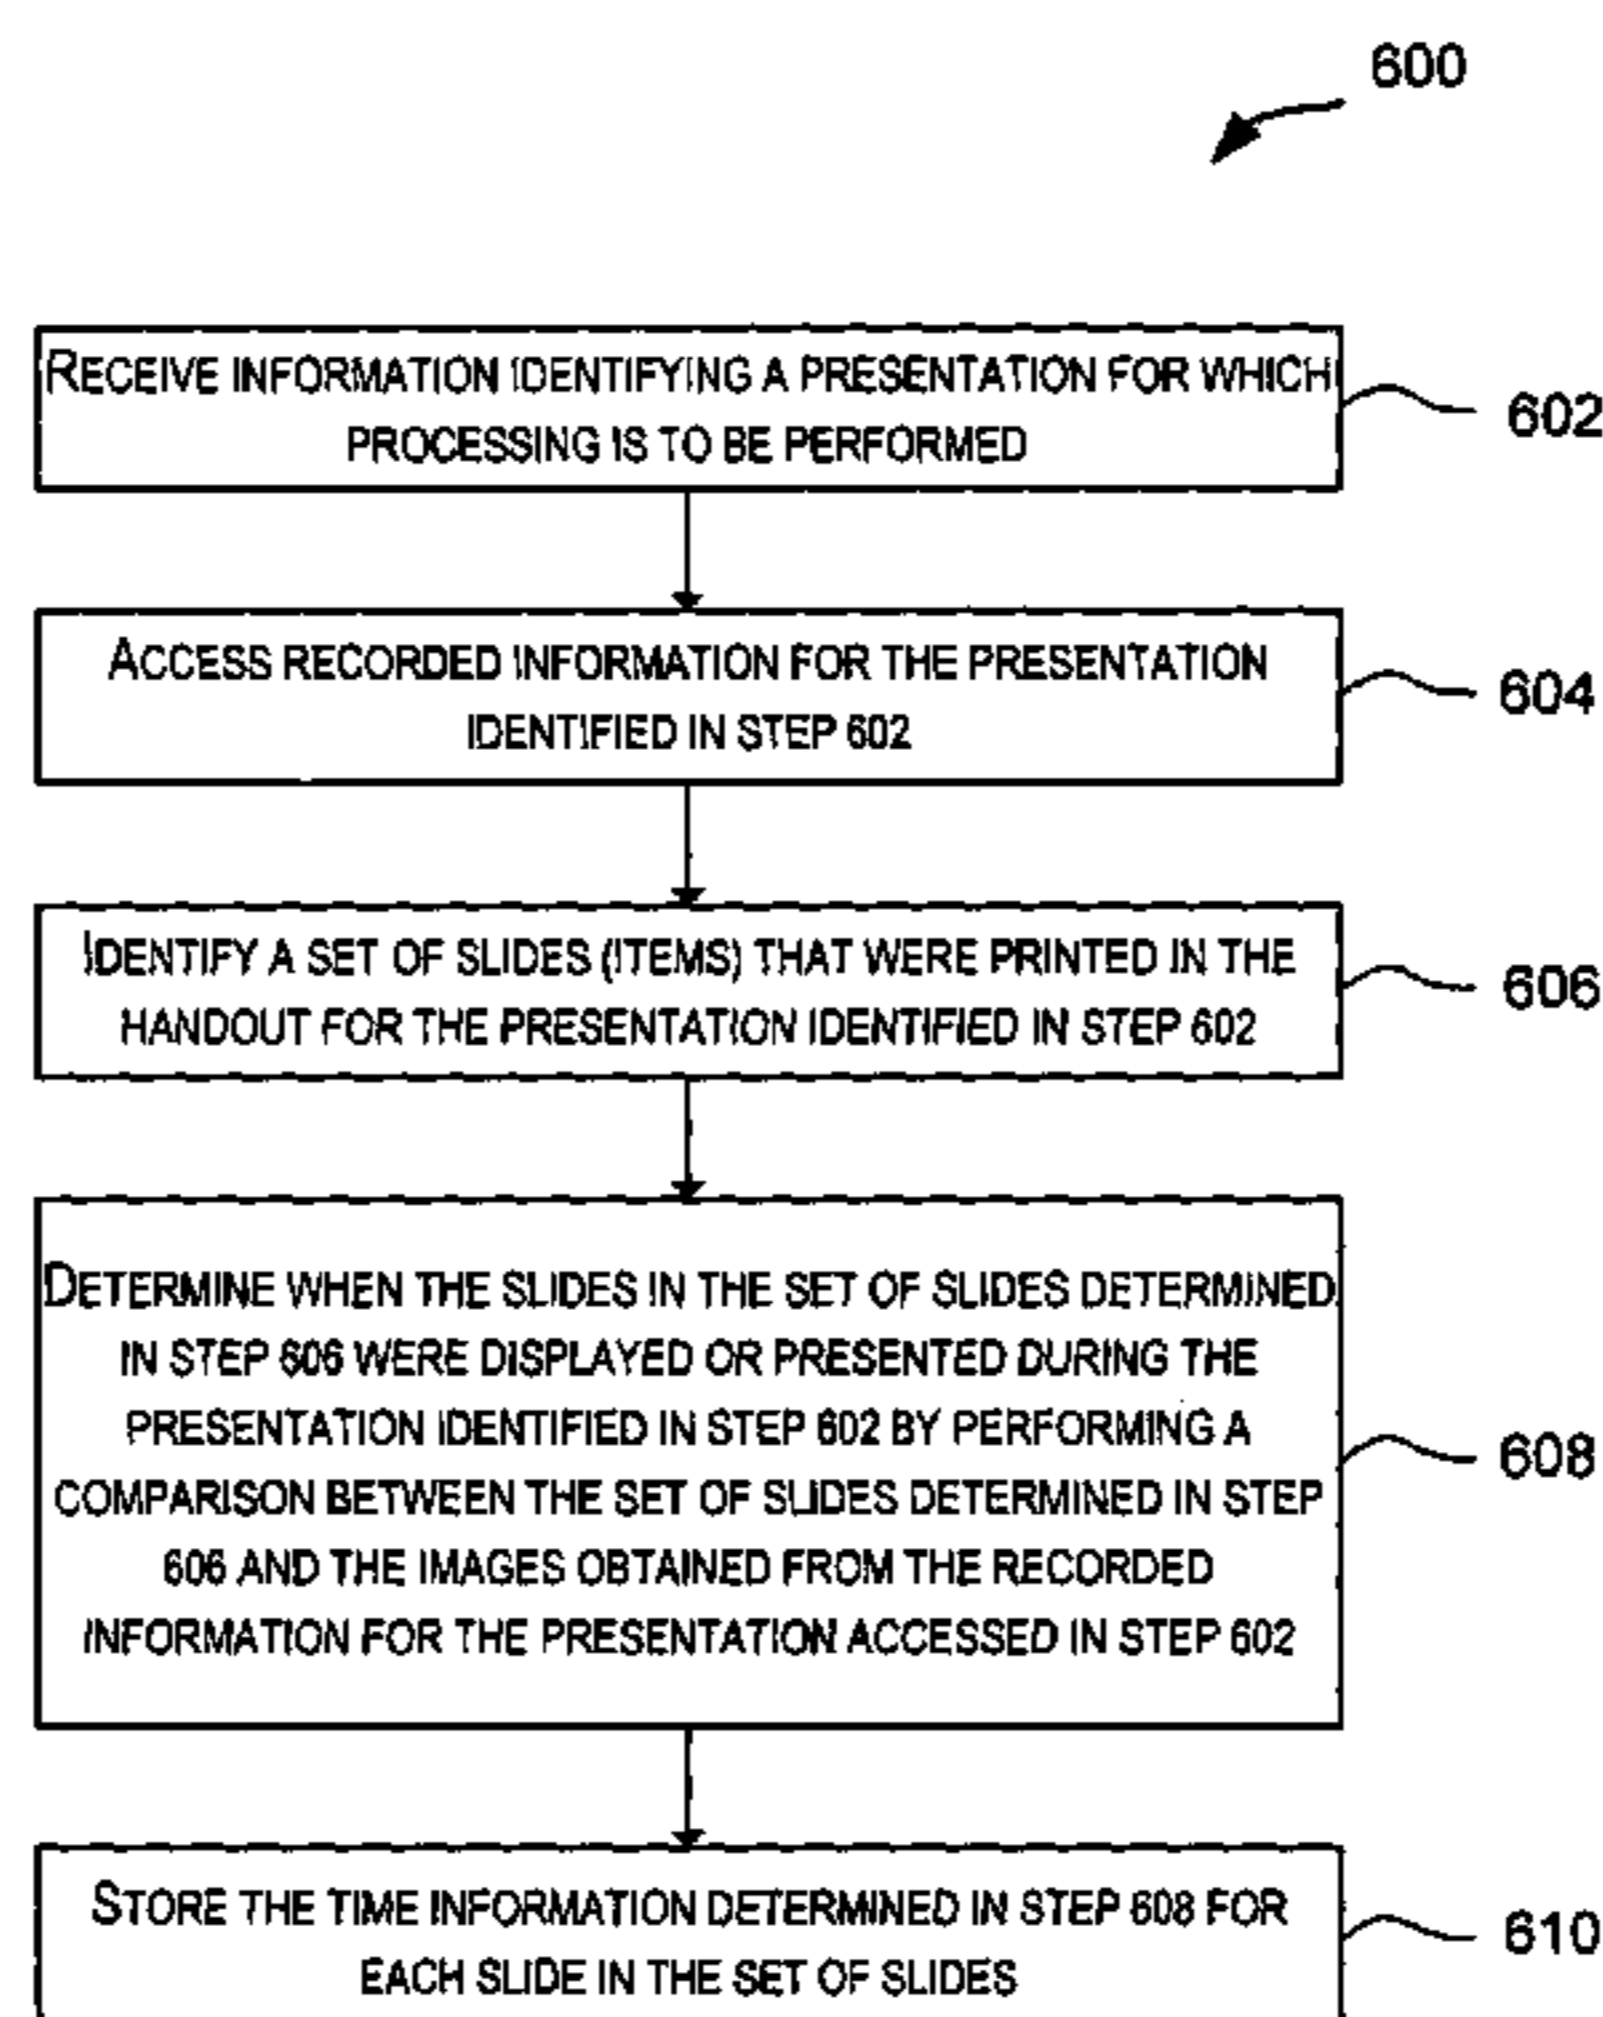 600
RECEIVE INFORMATION IDENTIFYING A PRESENTATION FOR WHICH
PROCESSING IS TO BE PERFORMED
602
ACCESS RECORDED INFORMATION FOR THE PRESENTATION
IDENTIFIED IN STEP 602
604
IDENTIFY A SET OF SLIDES (ITEMS) THAT WERE PRINTED IN THE
HANDOUT FOR THE PRESENTATION IDENTIFIED IN STEP 602
606
DETERMINE WHEN THE SLIDES IN THE SET OF SLIDES DETERMINED
IN STEP 606 WERE DISPLAYED OR PRESENTED DURING THE
PRESENTATION IDENTIFIED IN STEP 602 BY PERFORMING A
COMPARISON BETWEEN THE SET OF SLIDES DETERMINED IN STEP
606 AND THE IMAGES OBTAINED FROM THE RECORDED
INFORMATION FOR THE PRESENTATION ACCESSED IN STEP 602
608
STORE THE TIME INFORMATION DETERMINED IN STEP 608 FOR
EACH SLIDE IN THE SET OF SLIDES
610